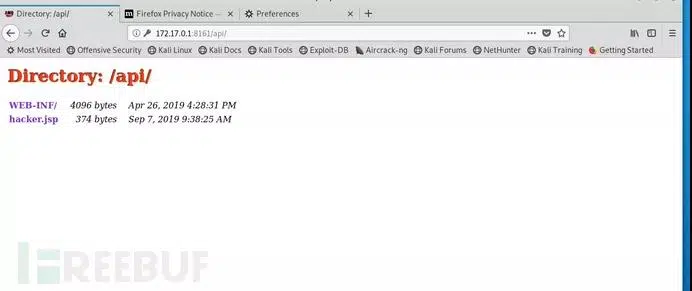 Directory: /api/
Firefox Privacy Notice —
Preferences
172.17.0.1:8161/api/
Most Visited Offensive Security Kali Linux Kali Docs Kali Tools Exploit-DB Aircrack-ng Kali Forums NetHunter Kali Training Getting Started
Directory: /api/
WEB-INF/ 4096 bytes Apr 26, 2019 4:28:31 PM
hacker.jsp 374 bytes Sep 7, 2019 9:38:25 AM
FREEBUF